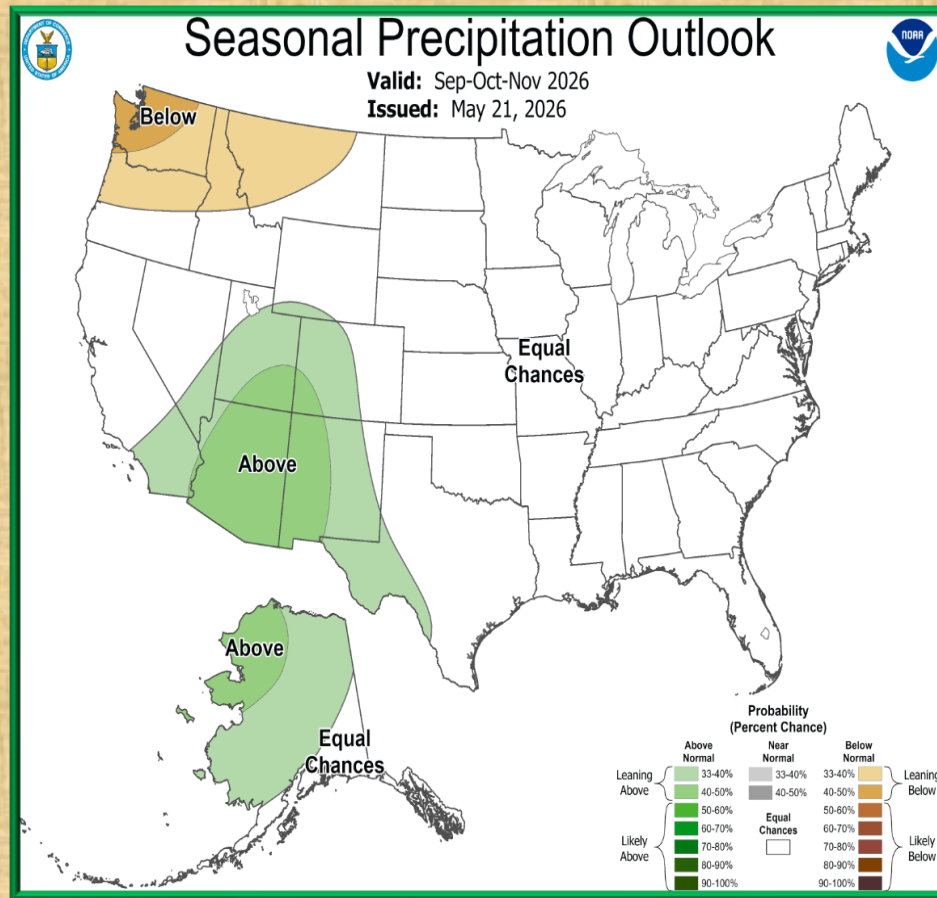 Seasonal Precipitation Outlook
Valid: Sep-Oct-Nov 2026
Issued: May 21, 2026
NOAA
Below
Equal
Chances
Above
Above
Equal
Chances
Probability
(Percent Chance)
Above
Normal
Near
Normal
Below
Normal
Leaning
Above
33-40%
40-50%
33-40%
40-50%
33-40%
40-50%
Leaning
Below
Likely
Above
50-60%
60-70%
70-80%
80-90%
90-100%
Equal
Chances
50-60%
60-70%
70-80%
80-90%
90-100%
Likely
Below